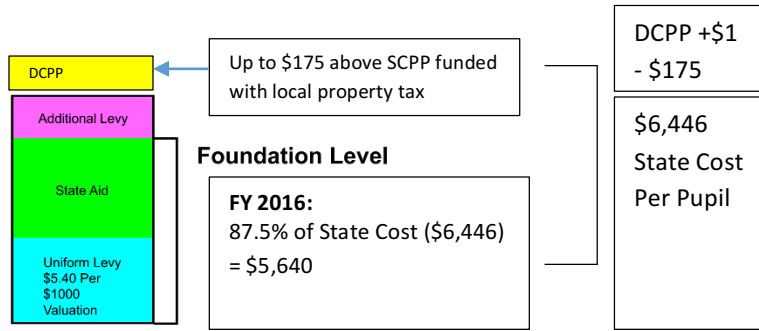 DCPP
Additional Levy
State Aid
Uniform Levy
$5.40 Per
$1000
Valuation
Up to $175 above SCPP funded
with local property tax
Foundation Level
FY 2016:
87.5% of State Cost ($6,446)
= $5,640
DCPP +$1
- $175
$6,446
State Cost
Per Pupil